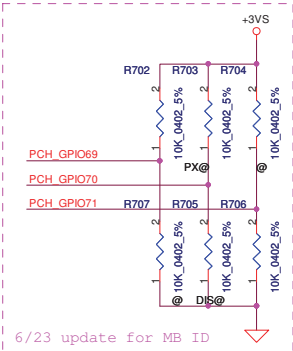 +3VS
R702 R703 R704
2 2 2
10K_0402_5% 10K_0402_5% 10K_0402_5%
1 1 1
PCH_GPIO69
PX@ @
PCH_GPIO70
PCH_GPIO71 R707 R705 R706
2 2 2
10K_0402_5% 10K_0402_5% 10K_0402_5%
1 1 1
@ DIS@
6/23 update for MB ID